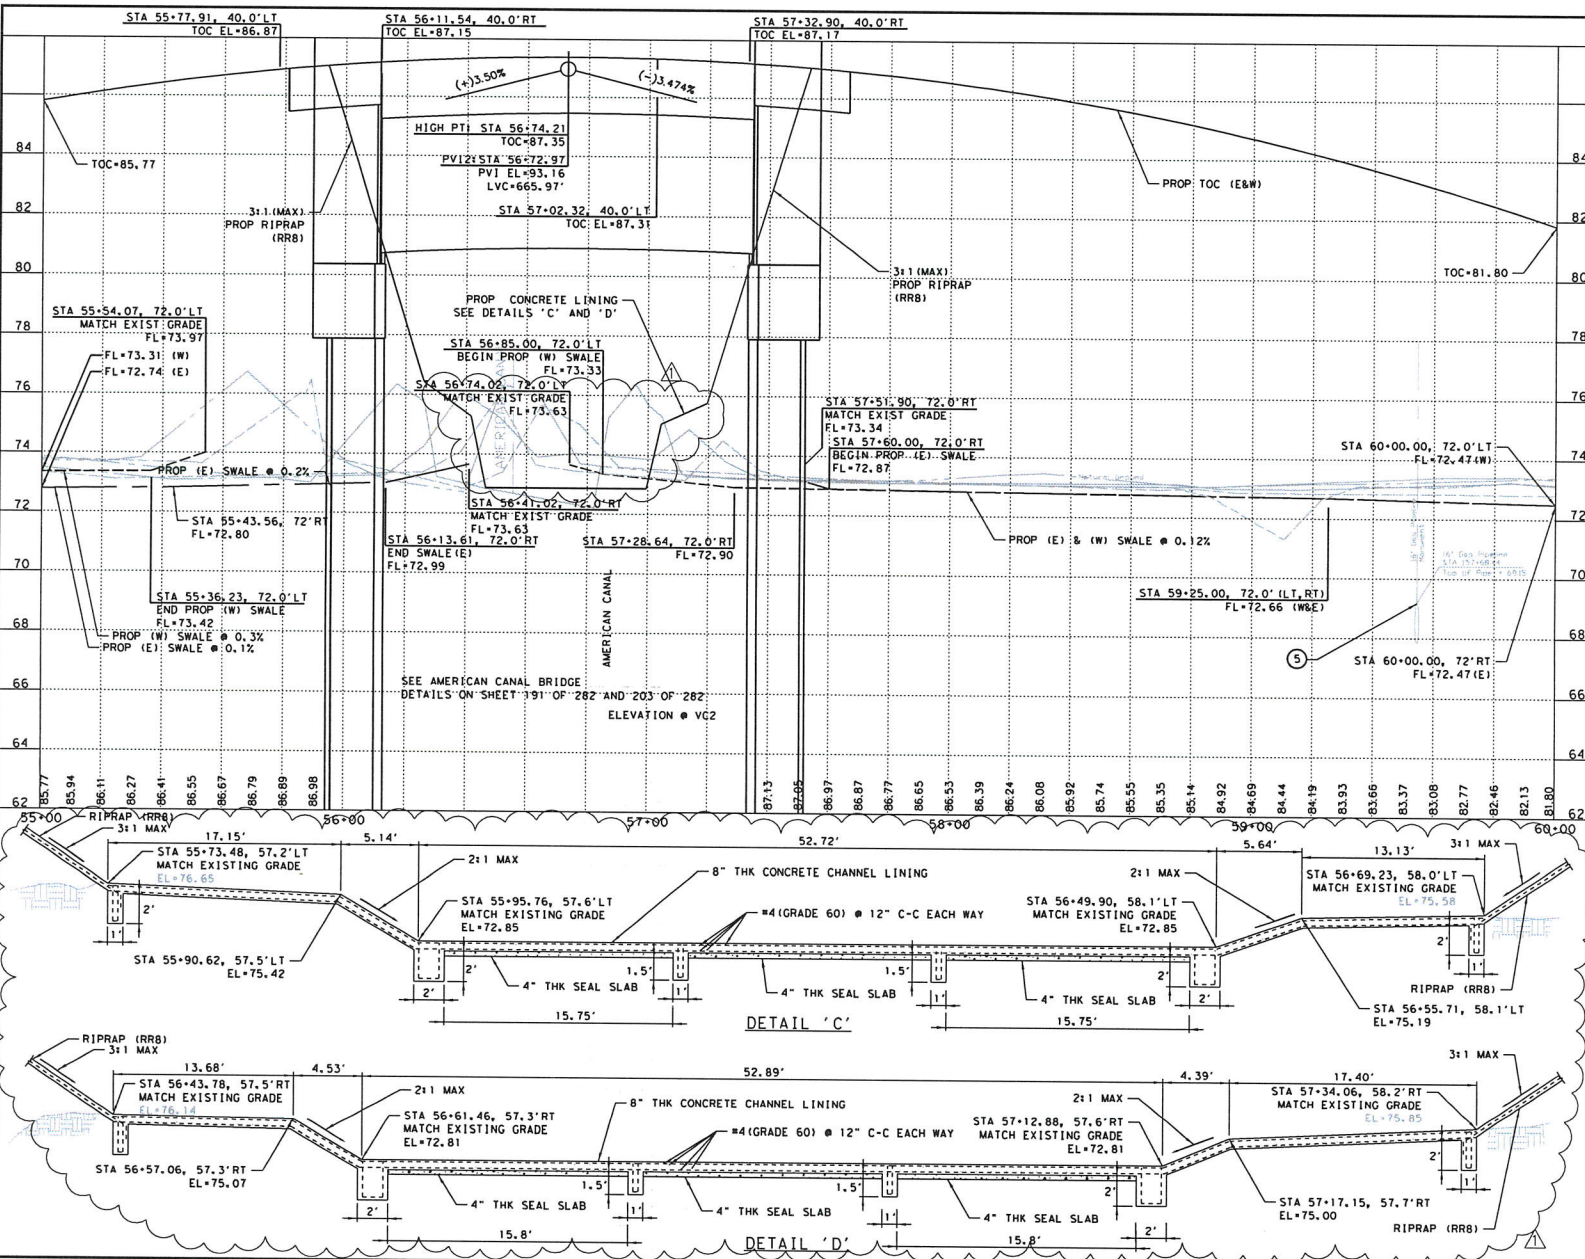 STA 55+77.91, 40.0'LT
TOC EL=86.87
STA 56+11.54, 40.0'RT
TOC EL=87.15
STA 57+32.90, 40.0'RT
TOC EL=87.17
(+)3.50%
(-)3.474%
HIGH PT: STA 56+74.21
TOC=87.35
PVI2:STA 56+72.97
PVI EL=93.16
LVC=665.97'
STA 57+02.32, 40.0'LT
TOC EL=87.31
TOC=85.77
3:1 (MAX)
PROP RIPRAP
(RR8)
PROP TOC (E&W)
3:1 (MAX)
PROP RIPRAP
(RR8)
TOC=81.80
84
82
80
78
76
74
72
70
68
66
64
62
84
82
80
78
76
74
72
70
68
66
64
62
STA 55+54.07, 72.0'LT
MATCH EXIST GRADE
FL=73.97
FL=73.31 (W)
FL=72.74 (E)
PROP CONCRETE LINING
SEE DETAILS 'C' AND 'D'
STA 56+85.00, 72.0'LT
BEGIN PROP (W) SWALE
FL=73.33
1
STA 56+74.02, 72.0'LT
MATCH EXIST GRADE
FL=73.63
STA 57+51.90, 72.0'RT
MATCH EXIST GRADE
FL=73.34
STA 57+60.00, 72.0'RT
BEGIN PROP (E) SWALE
FL=72.87
STA 60+00.00, 72.0'LT
FL=72.47(W)
PROP (E) SWALE @ 0.2%
STA 55+43.56, 72'RT
FL=72.80
STA 56+41.02, 72.0'RT
MATCH EXIST GRADE
FL=73.63
STA 56+13.61, 72.0'RT
END SWALE(E)
FL=72.99
STA 57+28.64, 72.0'RT
FL=72.90
PROP (E) & (W) SWALE @ 0.12%
STA 55+36.23, 72.0'LT
END PROP (W) SWALE
FL=73.42
PROP (W) SWALE @ 0.3%
PROP (E) SWALE @ 0.1%
AMERICAN CANAL
STA 59+25.00, 72.0' (LT,RT)
FL=72.66 (W&E)
5
STA 60+00.00, 72'RT
FL=72.47(E)
SEE AMERICAN CANAL BRIDGE
DETAILS ON SHEET 191 OF 282 AND 203 OF 282
ELEVATION @ VC2
85.77 85.94 86.11 86.27 86.41 86.55 86.67 86.79 86.89 86.98 87.13 87.05 86.97 86.87 86.77 86.65 86.53 86.39 86.24 86.08 85.92 85.74 85.55 85.35 85.14 84.92 84.69 84.44 84.19 83.93 83.66 83.37 83.08 82.77 82.46 82.13 81.80
55+00 56+00 57+00 58+00 59+00 60+00
RIPRAP (RR8)
3:1 MAX
17.15' 5.14' 52.72' 5.64' 13.13'
3:1 MAX
STA 55+73.48, 57.2'LT
MATCH EXISTING GRADE
EL=76.65
2:1 MAX
8" THK CONCRETE CHANNEL LINING
2:1 MAX
STA 56+69.23, 58.0'LT
MATCH EXISTING GRADE
EL=75.58
STA 55+95.76, 57.6'LT
MATCH EXISTING GRADE
EL=72.85
#4(GRADE 60) @ 12" C-C EACH WAY
STA 56+49.90, 58.1'LT
MATCH EXISTING GRADE
EL=72.85
2'
1'
STA 55+90.62, 57.5'LT
EL=75.42
2'
2'
1.5'
1'
1.5'
1'
2'
2'
2'
1'
4" THK SEAL SLAB
4" THK SEAL SLAB
4" THK SEAL SLAB
15.75'
15.75'
RIPRAP (RR8)
STA 56+55.71, 58.1'LT
EL=75.19
DETAIL 'C'
RIPRAP (RR8)
3:1 MAX
13.68' 4.53' 52.89' 4.39' 17.40'
3:1 MAX
STA 56+43.78, 57.5'RT
MATCH EXISTING GRADE
EL=76.14
2:1 MAX
8" THK CONCRETE CHANNEL LINING
2:1 MAX
STA 57+34.06, 58.2'RT
MATCH EXISTING GRADE
EL=75.85
STA 56+61.46, 57.3'RT
MATCH EXISTING GRADE
EL=72.81
#4(GRADE 60) @ 12" C-C EACH WAY
STA 57+12.88, 57.6'RT
MATCH EXISTING GRADE
EL=72.81
STA 56+57.06, 57.3'RT
EL=75.07
2'
1.5'
1'
1.5'
1'
2'
2'
2'
1'
4" THK SEAL SLAB
4" THK SEAL SLAB
4" THK SEAL SLAB
15.8'
15.8'
STA 57+17.15, 57.7'RT
EL=75.00
RIPRAP (RR8)
DETAIL 'D'
1